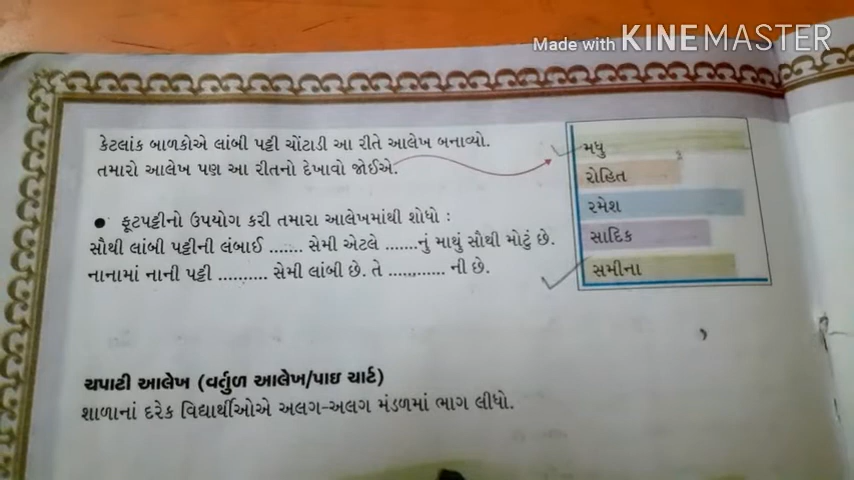 Made with KINEMASTER
કેટલાંક બાળકોએ લાંબી પટ્ટી ચોંટાડી આ રીતે આલેખ બનાવ્યો.
તમારો આલેખ પણ આ રીતનો દેખાવો જોઈએ.
મધુ
રોહિત
રમેશ
સાદિક
સમીના
● ફૂટપટ્ટીનો ઉપયોગ કરી તમારા આલેખમાંથી શોધો :
સૌથી લાંબી પટ્ટીની લંબાઈ ....... સેમી એટલે .......નું માથું સૌથી મોટું છે.
નાનામાં નાની પટ્ટી .......... સેમી લાંબી છે. તે ............ ની છે.
ચપાટી આલેખ (વર્તુળ આલેખ/પાઇ ચાર્ટ)
શાળાનાં દરેક વિદ્યાર્થીઓએ અલગ-અલગ મંડળમાં ભાગ લીધો.